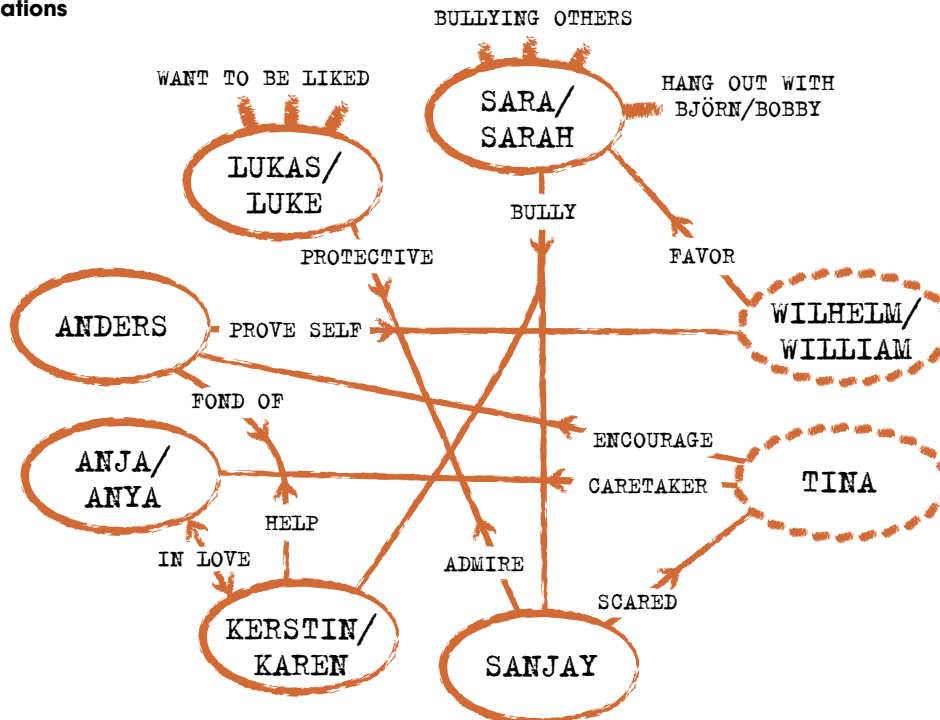 ations
BULLYING OTHERS
WANT TO BE LIKED
HANG OUT WITH
BJÖRN/BOBBY
SARA/
SARAH
LUKAS/
LUKE
BULLY
PROTECTIVE
FAVOR
ANDERS
PROVE SELF
WILHELM/
WILLIAM
FOND OF
ENCOURAGE
ANJA/
ANYA
CARETAKER
TINA
HELP
IN LOVE
ADMIRE
SCARED
KERSTIN/
KAREN
SANJAY